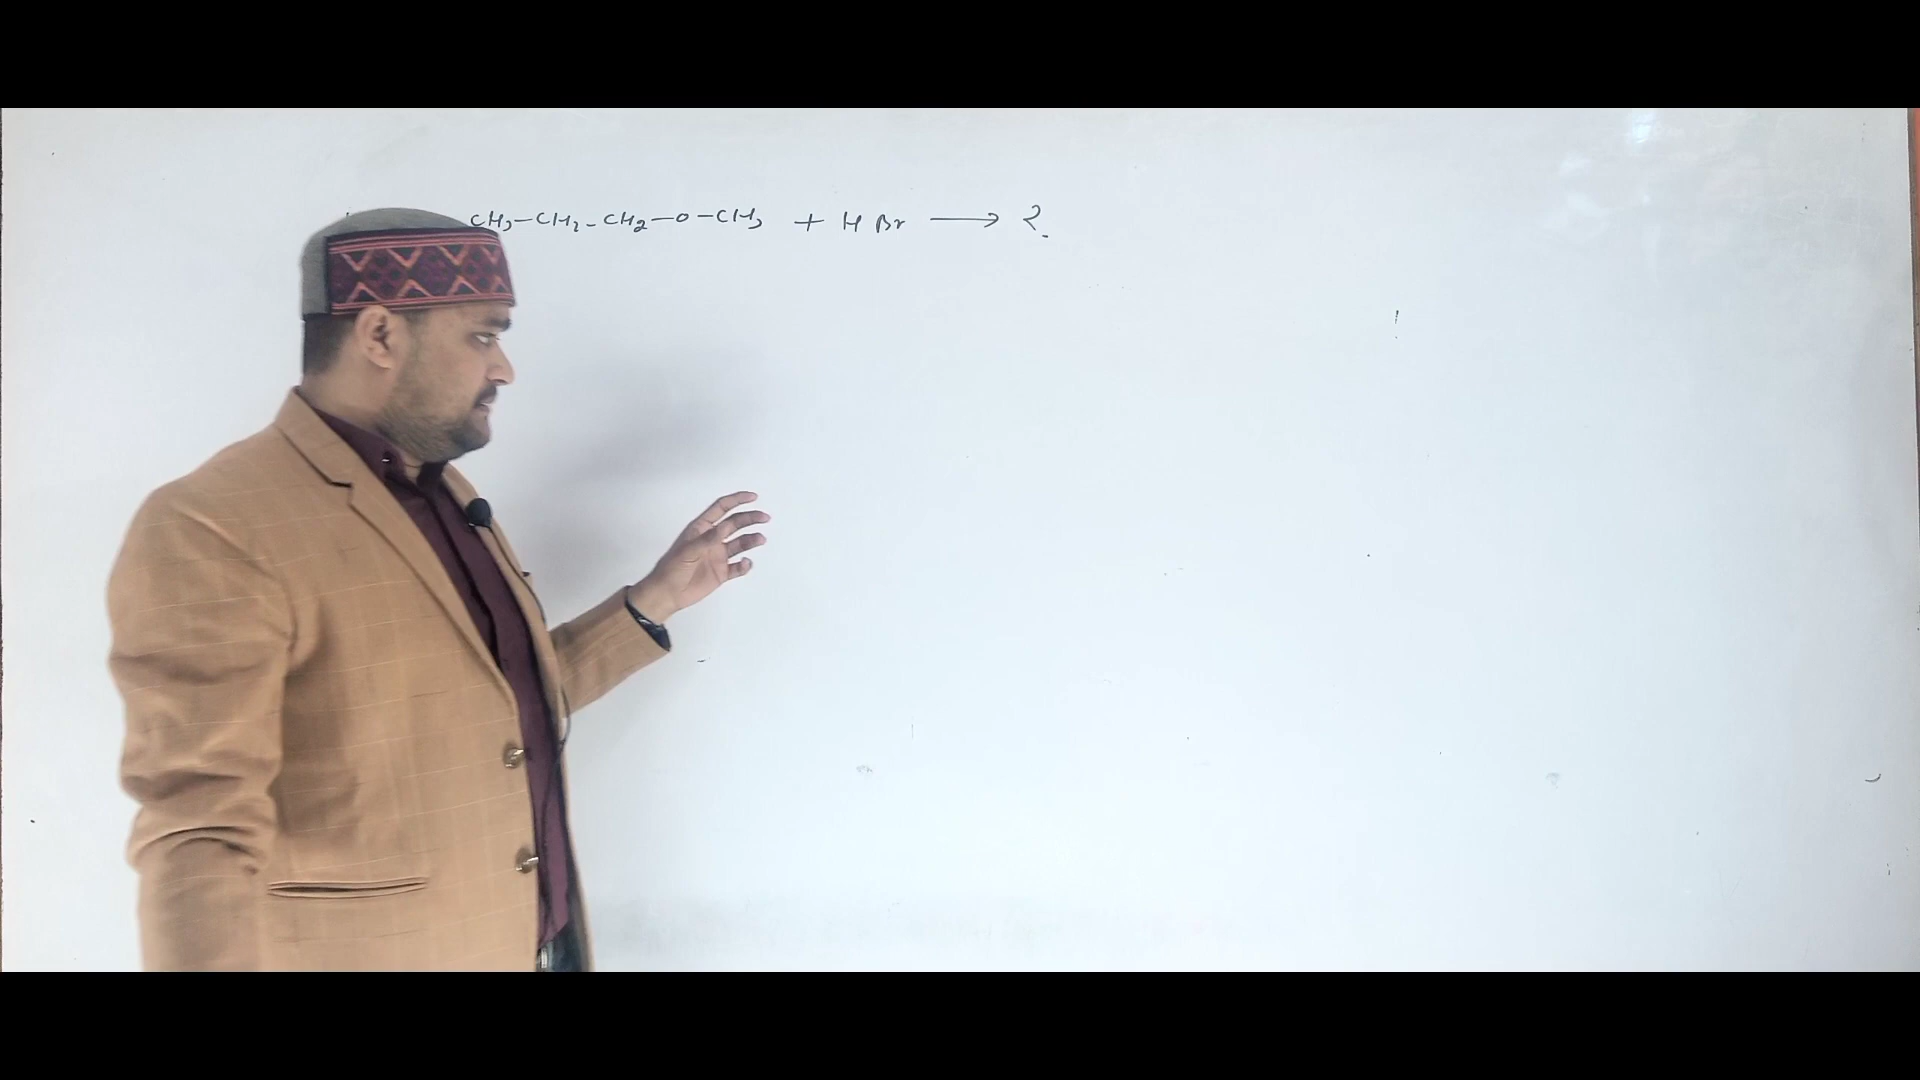 CH3-CH2-CH2-O-CH3 + HBr → ?